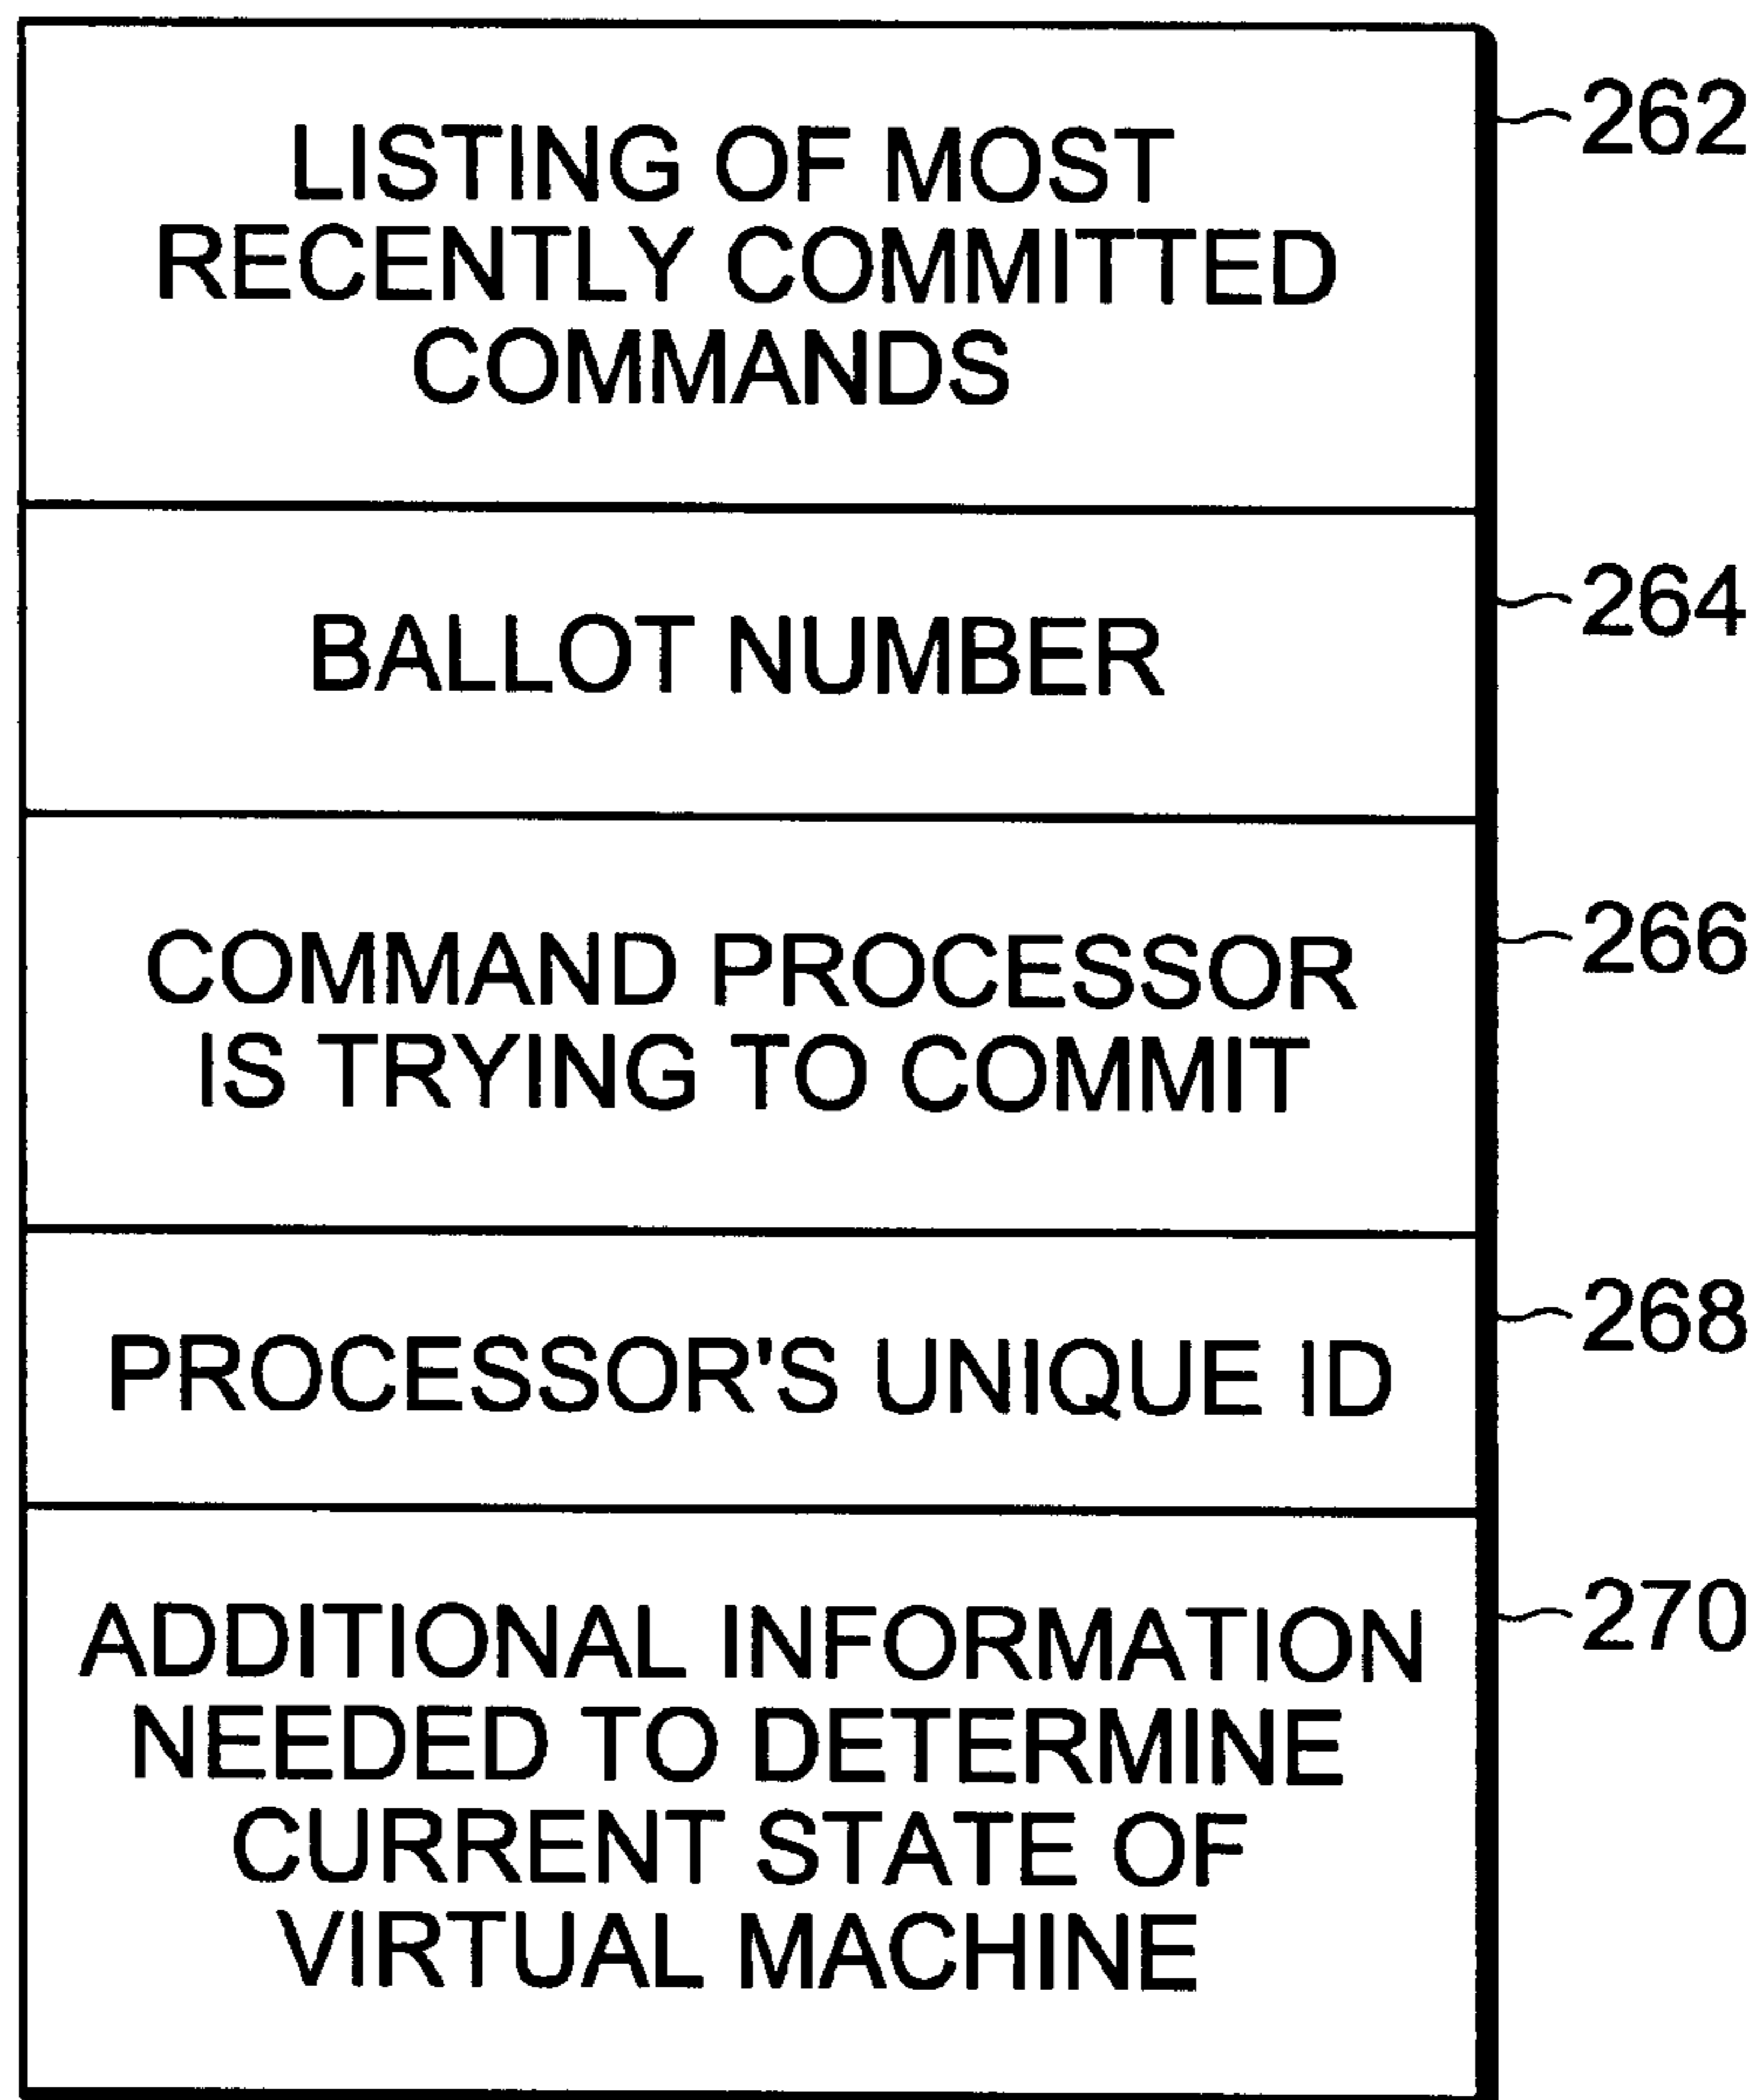 LISTING OF MOST
RECENTLY COMMITTED
COMMANDS
262
BALLOT NUMBER
264
COMMAND PROCESSOR
IS TRYING TO COMMIT
266
PROCESSOR'S UNIQUE ID
268
ADDITIONAL INFORMATION
NEEDED TO DETERMINE
CURRENT STATE OF
VIRTUAL MACHINE
270